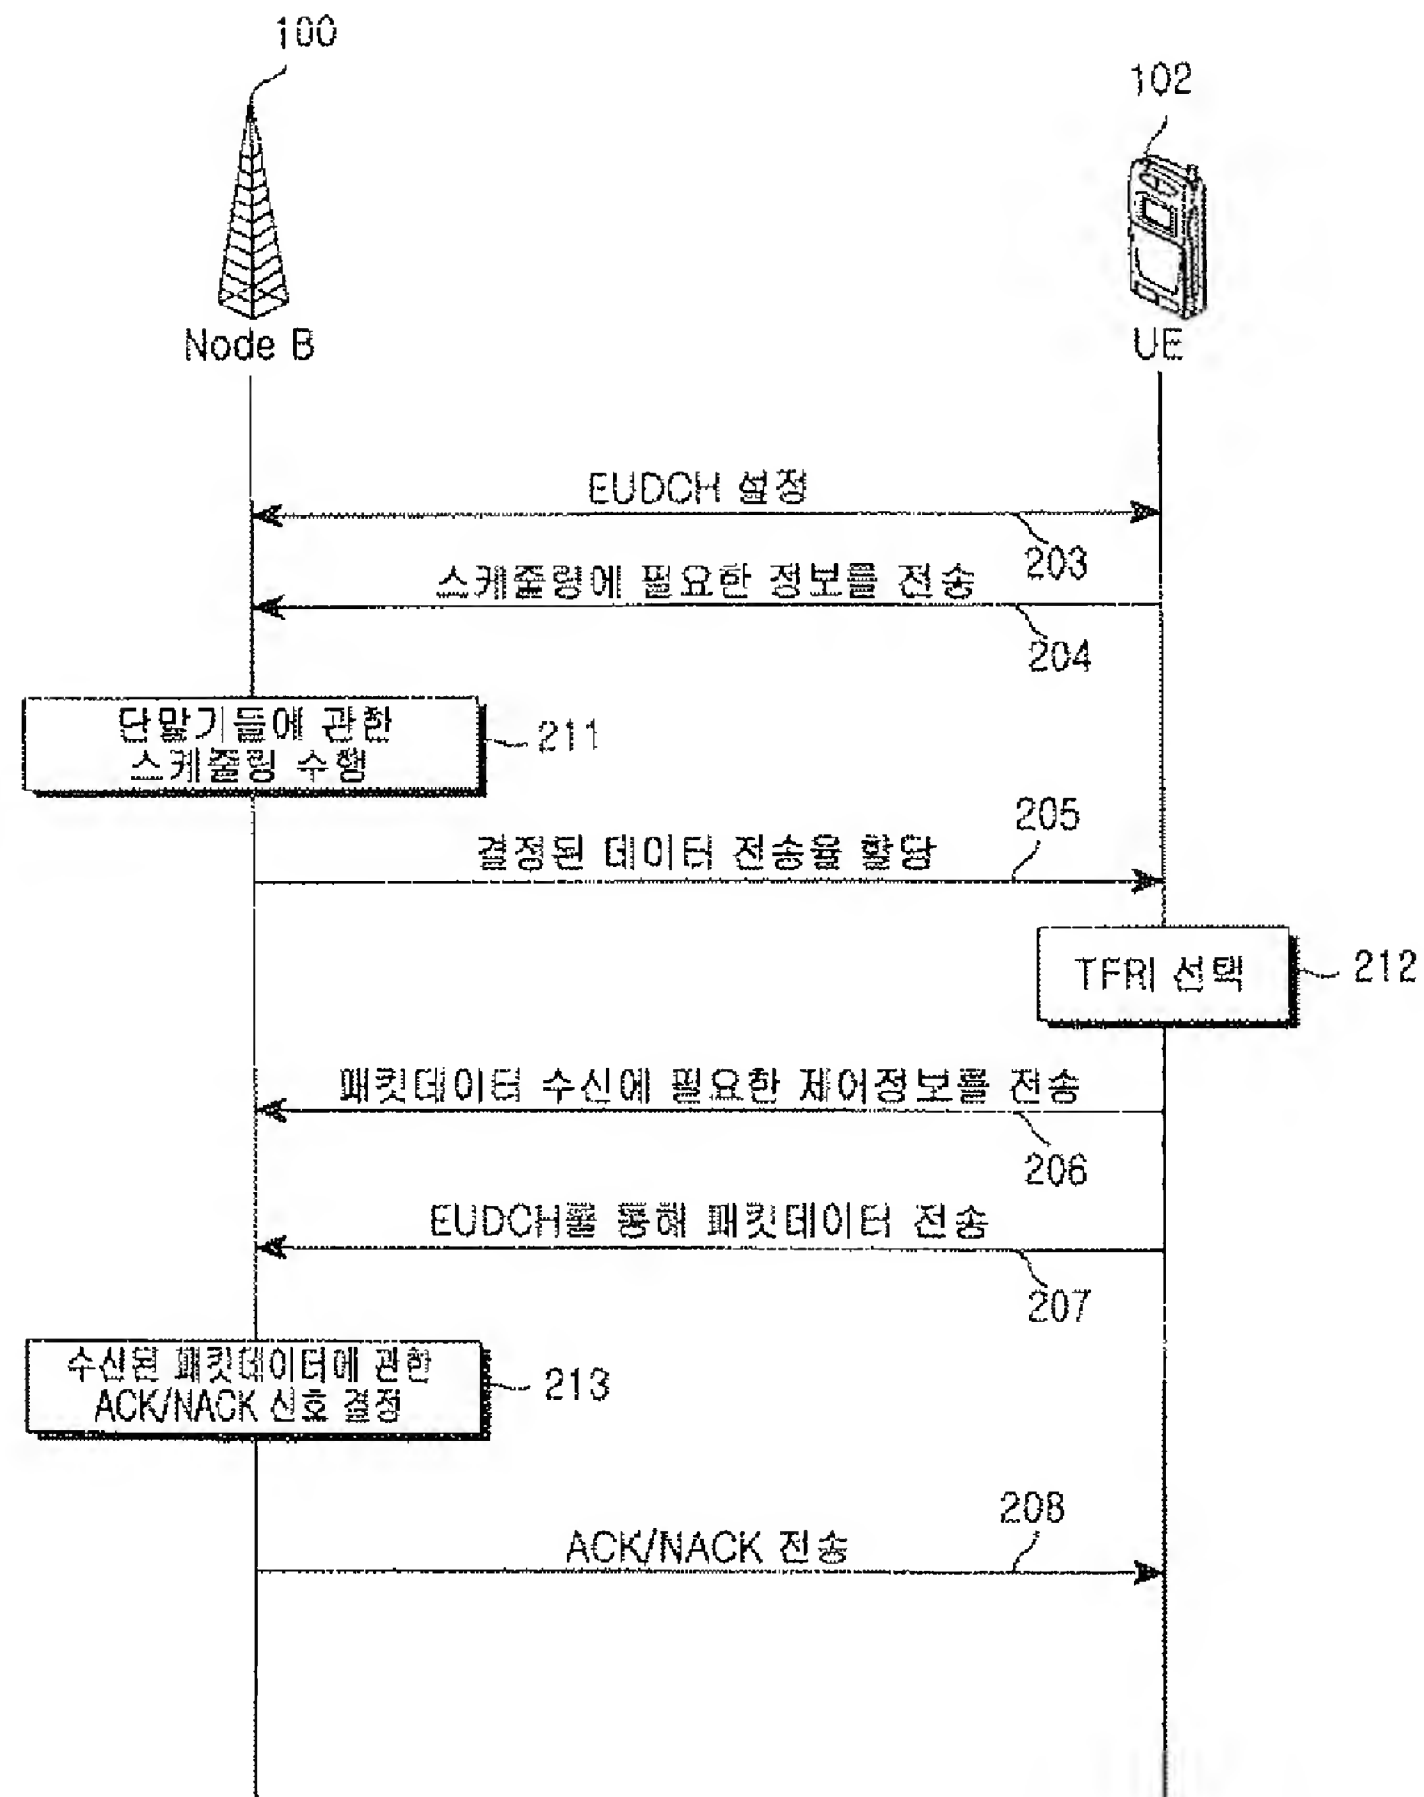 100
102
Node B
UE
EUDCH 설정
203
스케줄링에 필요한 정보를 전송
204
단말기들에 관한
스케줄링 수행
211
205
결정된 데이터 전송율 할당
TFRI 선택
212
패킷데이터 수신에 필요한 제어정보를 전송
206
EUDCH를 통해 패킷데이터 전송
207
수신된 패킷데이터에 관한
ACK/NACK 신호 결정
213
208
ACK/NACK 전송